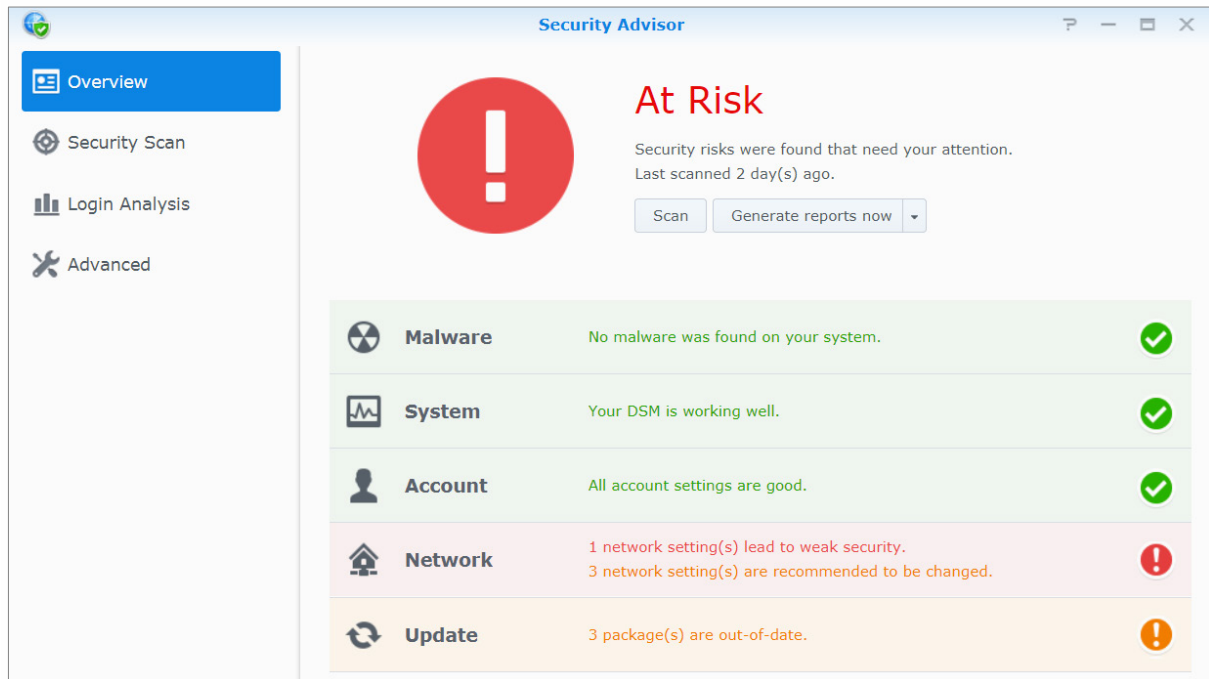 Security Advisor
Overview
Security Scan
Login Analysis
Advanced
At Risk
Security risks were found that need your attention.
Last scanned 2 day(s) ago.
Scan
Generate reports now
Malware
No malware was found on your system.
System
Your DSM is working well.
Account
All account settings are good.
Network
1 network setting(s) lead to weak security.
3 network setting(s) are recommended to be changed.
Update
3 package(s) are out-of-date.